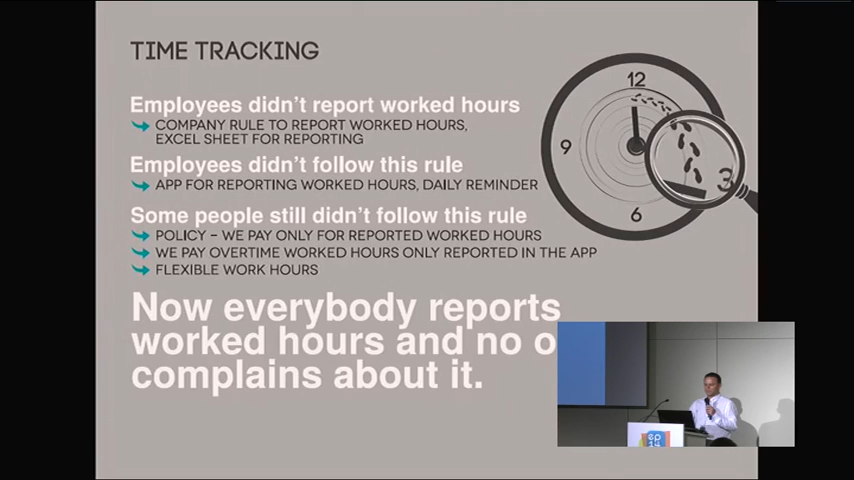 TIME TRACKING
Employees didn't report worked hours
COMPANY RULE TO REPORT WORKED HOURS,
EXCEL SHEET FOR REPORTING
Employees didn't follow this rule
APP FOR REPORTING WORKED HOURS, DAILY REMINDER
Some people still didn't follow this rule
POLICY – WE PAY ONLY FOR REPORTED WORKED HOURS
WE PAY OVERTIME WORKED HOURS ONLY REPORTED IN THE APP
FLEXIBLE WORK HOURS
Now everybody reports
worked hours and no
complains about it.
12
9
3
6